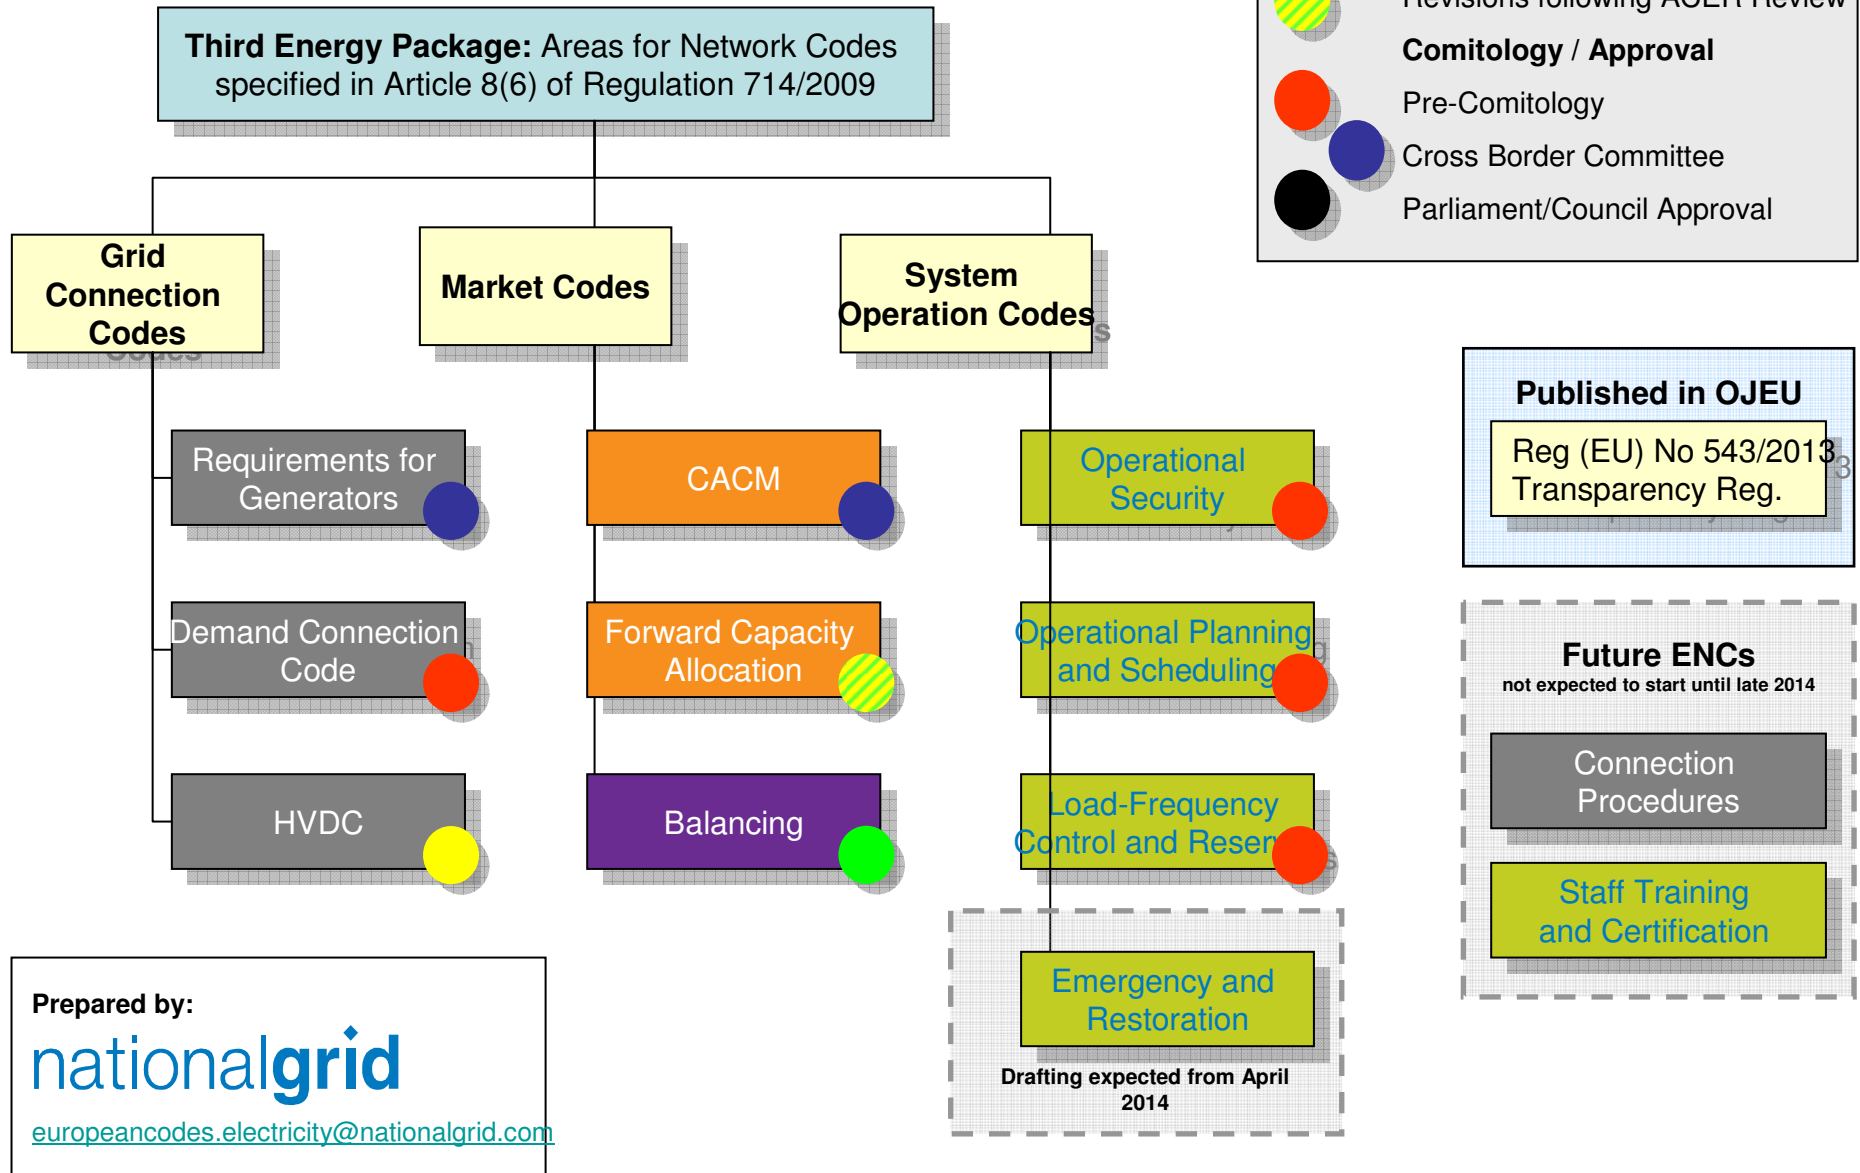 Revisions following ACER Review
Third Energy Package: Areas for Network Codes
specified in Article 8(6) of Regulation 714/2009
Comitology / Approval
Pre-Comitology
Cross Border Committee
Parliament/Council Approval
Grid
Connection
Codes
Market Codes
System
Operation Codes
Requirements for
Generators
CACM
Operational
Security
Published in OJEU
Reg (EU) No 543/2013
Transparency Reg.
Demand Connection
Code
Forward Capacity
Allocation
Operational Planning
and Scheduling
Future ENCs
not expected to start until late 2014
Connection
Procedures
HVDC
Balancing
Load-Frequency
Control and Reserves
Staff Training
and Certification
Emergency and
Restoration
Drafting expected from April
2014
Prepared by:
nationalgrid
europeancodes.electricity@nationalgrid.com